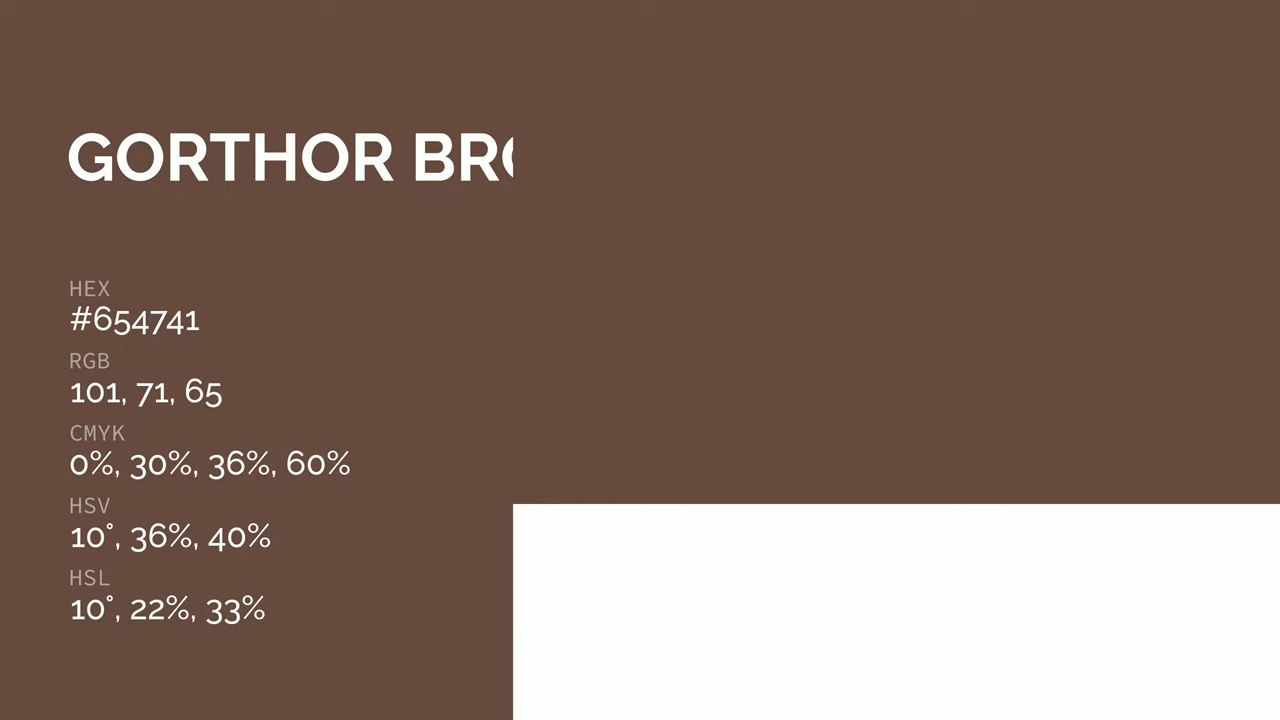 GORTHOR BR
HEX
#654741
RGB
101, 71, 65
CMYK
0%, 30%, 36%, 60%
HSV
10°, 36%, 40%
HSL
10°, 22%, 33%